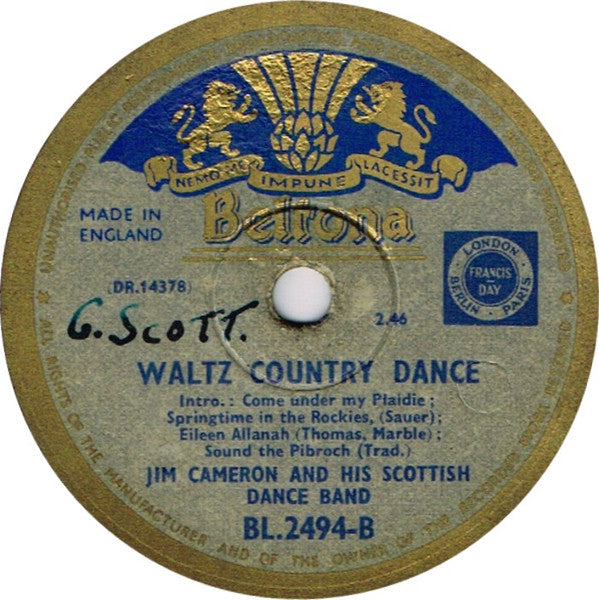 NEMO ME IMPUNE LACESSIT
Beltona
MADE IN
ENGLAND
LONDON
FRANCIS
DAY
BERLIN PARIS
(DR.14378)
G. SCOTT.
2.46
WALTZ COUNTRY DANCE
Intro.: Come under my Plaidie;
Springtime in the Rockies, (Sauer);
Eileen Allanah (Thomas, Marble);
Sound the Pibroch (Trad.)
JIM CAMERON AND HIS SCOTTISH
DANCE BAND
BL.2494-B
ALL RIGHTS OF THE MANUFACTURER AND OF THE OWNER OF THE RECORDED WORK RESERVED
UNAUTHORISED PUBLIC